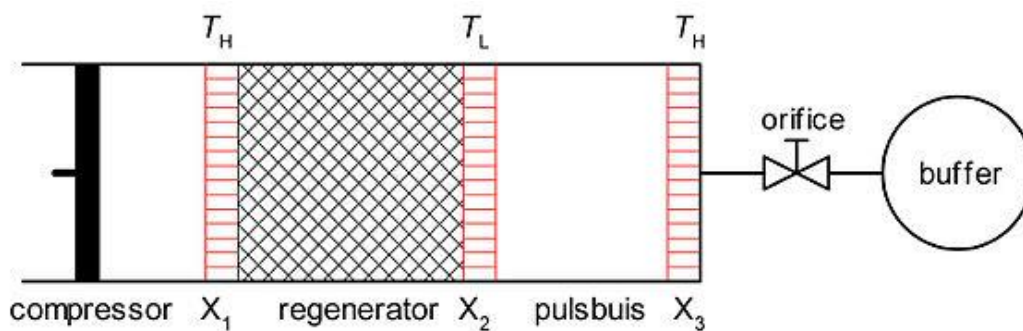 T_H T_L T_H
orifice
buffer
compressor X_1 regenerator X_2 pulsbuis X_3